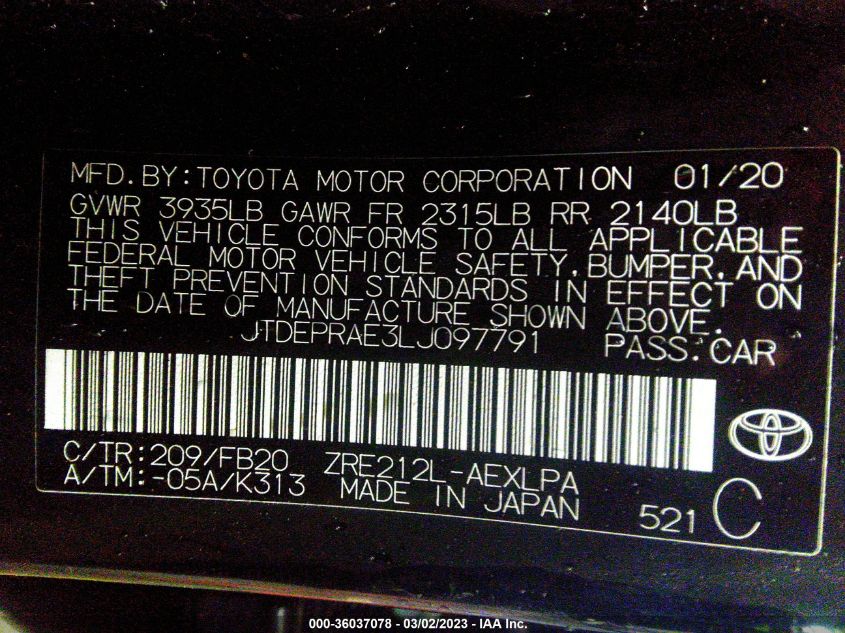 MFD.BY:TOYOTA MOTOR CORPORATION 01/20
GVWR 3935LB GAWR FR 2315LB RR 2140LB
THIS VEHICLE CONFORMS TO ALL APPLICABLE
FEDERAL MOTOR VEHICLE SAFETY,BUMPER,AND
THEFT PREVENTION STANDARDS IN EFFECT ON
THE DATE OF MANUFACTURE SHOWN ABOVE.
JTDEPRAE3LJ097791 PASS.CAR
C/TR:209/FB20 ZRE212L-AEXLPA
A/TM:-05A/K313 MADE IN JAPAN 521 C
000-36037078 - 03/02/2023 - IAA Inc.